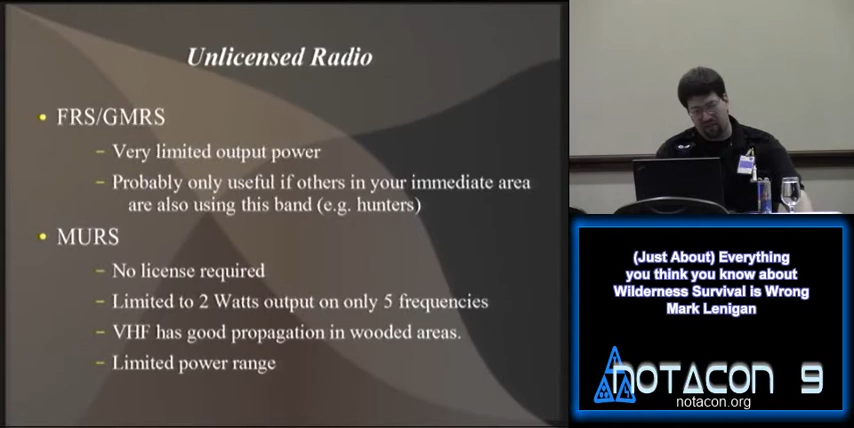 Unlicensed Radio
• FRS/GMRS
– Very limited output power
– Probably only useful if others in your immediate area
are also using this band (e.g. hunters)
• MURS
– No license required
– Limited to 2 Watts output on only 5 frequencies
– VHF has good propagation in wooded areas.
– Limited power range
(Just About) Everything
you think you know about
Wilderness Survival is Wrong
Mark Lenigan
NOTACON 9
notacon.org